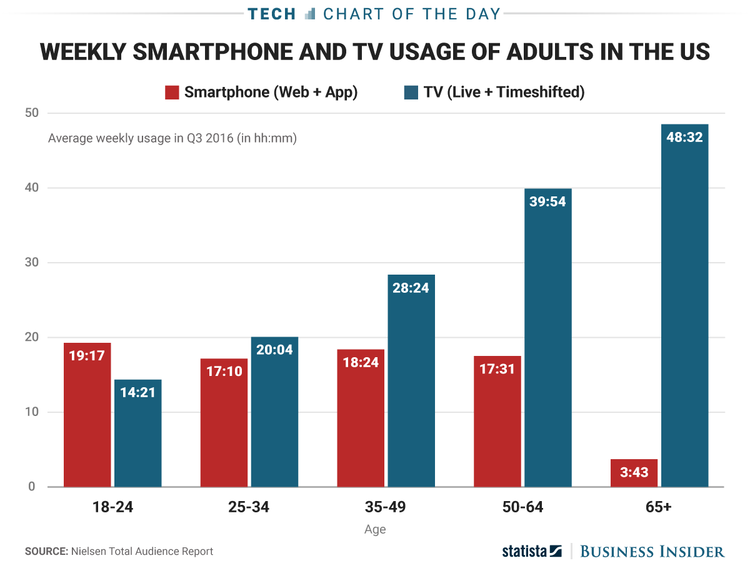 TECH CHART OF THE DAY
WEEKLY SMARTPHONE AND TV USAGE OF ADULTS IN THE US
Smartphone (Web + App) TV (Live + Timeshifted)
50
Average weekly usage in Q3 2016 (in hh:mm)
48:32
40
39:54
30
28:24
20
19:17
14:21
17:10
20:04
18:24
17:31
10
3:43
0
18-24 25-34 35-49 50-64 65+
Age
SOURCE: Nielsen Total Audience Report
statista BUSINESS INSIDER